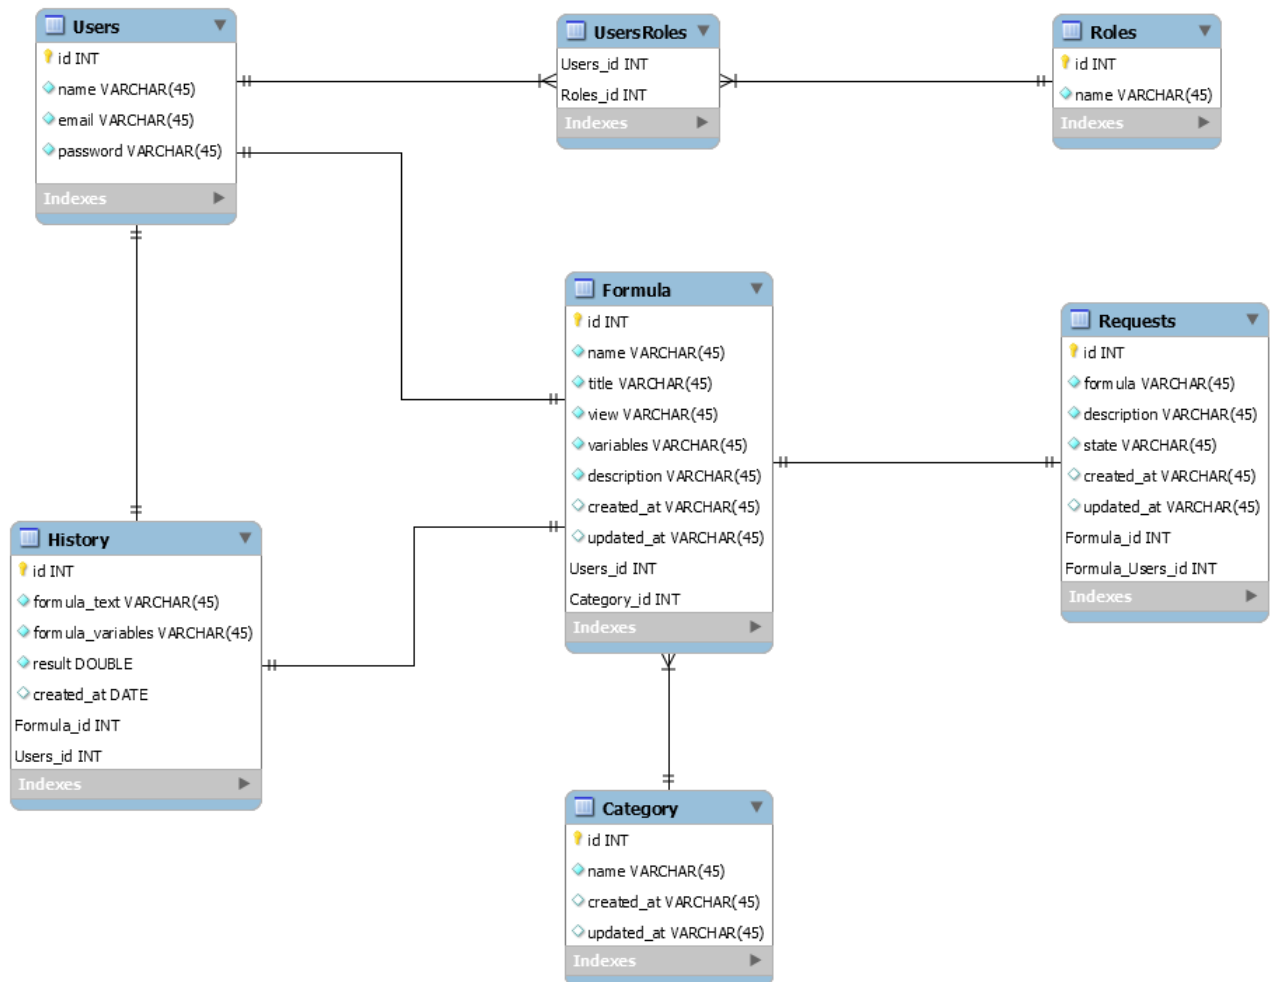 Users
id INT
name VARCHAR(45)
email VARCHAR(45)
password VARCHAR(45)
Indexes
UsersRoles
Users_id INT
Roles_id INT
Indexes
Roles
id INT
name VARCHAR(45)
Indexes
Formula
id INT
name VARCHAR(45)
title VARCHAR(45)
view VARCHAR(45)
variables VARCHAR(45)
description VARCHAR(45)
created_at VARCHAR(45)
updated_at VARCHAR(45)
Users_id INT
Category_id INT
Indexes
Requests
id INT
formula VARCHAR(45)
description VARCHAR(45)
state VARCHAR(45)
created_at VARCHAR(45)
updated_at VARCHAR(45)
Formula_id INT
Formula_Users_id INT
Indexes
History
id INT
formula_text VARCHAR(45)
formula_variables VARCHAR(45)
result DOUBLE
created_at DATE
Formula_id INT
Users_id INT
Indexes
Category
id INT
name VARCHAR(45)
created_at VARCHAR(45)
updated_at VARCHAR(45)
Indexes